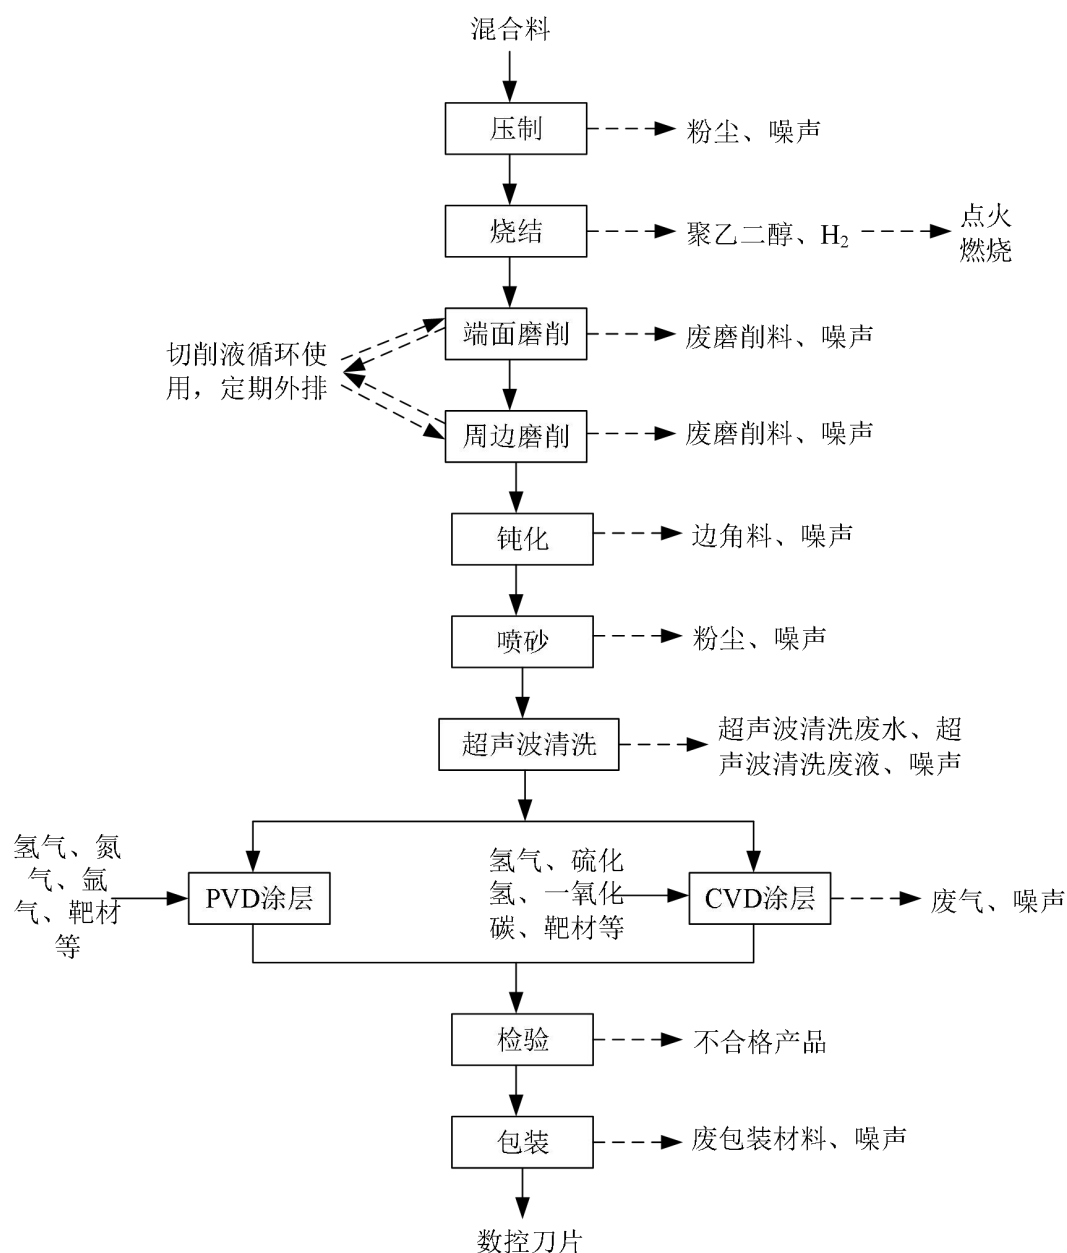 混合料
压制
粉尘、噪声
烧结
聚乙二醇、H₂
点火
燃烧
端面磨削
废磨削料、噪声
切削液循环使
用，定期外排
周边磨削
废磨削料、噪声
钝化
边角料、噪声
喷砂
粉尘、噪声
超声波清洗
超声波清洗废水、超
声波清洗废液、噪声
氢气、氮
气、氩
气、靶材
等
PVD涂层
氢气、硫化
氢、一氧化
碳、靶材等
CVD涂层
废气、噪声
检验
不合格产品
包装
废包装材料、噪声
数控刀片